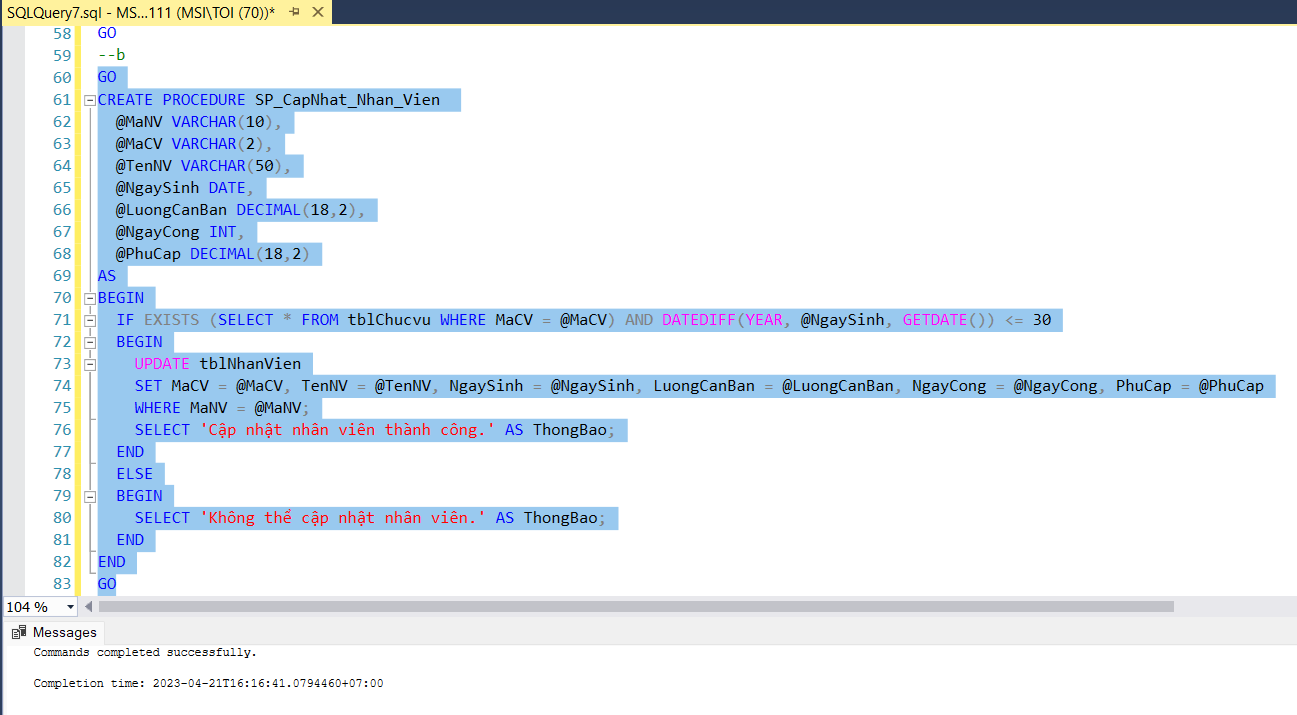 SQLQuery7.sql - MS...111 (MSI\TOI (70))*
58 GO
59 --b
60 GO
61 CREATE PROCEDURE SP_CapNhat_Nhan_Vien
62 @MaNV VARCHAR(10),
63 @MaCV VARCHAR(2),
64 @TenNV VARCHAR(50),
65 @NgaySinh DATE,
66 @LuongCanBan DECIMAL(18,2),
67 @NgayCong INT,
68 @PhuCap DECIMAL(18,2)
69 AS
70 BEGIN
71 IF EXISTS (SELECT * FROM tblChucvu WHERE MaCV = @MaCV) AND DATEDIFF(YEAR, @NgaySinh, GETDATE()) <= 30
72 BEGIN
73 UPDATE tblNhanVien
74 SET MaCV = @MaCV, TenNV = @TenNV, NgaySinh = @NgaySinh, LuongCanBan = @LuongCanBan, NgayCong = @NgayCong, PhuCap = @PhuCap
75 WHERE MaNV = @MaNV;
76 SELECT 'Cập nhật nhân viên thành công.' AS ThongBao;
77 END
78 ELSE
79 BEGIN
80 SELECT 'Không thể cập nhật nhân viên.' AS ThongBao;
81 END
82 END
83 GO
104 %
Messages
Commands completed successfully.
Completion time: 2023-04-21T16:16:41.0794460+07:00